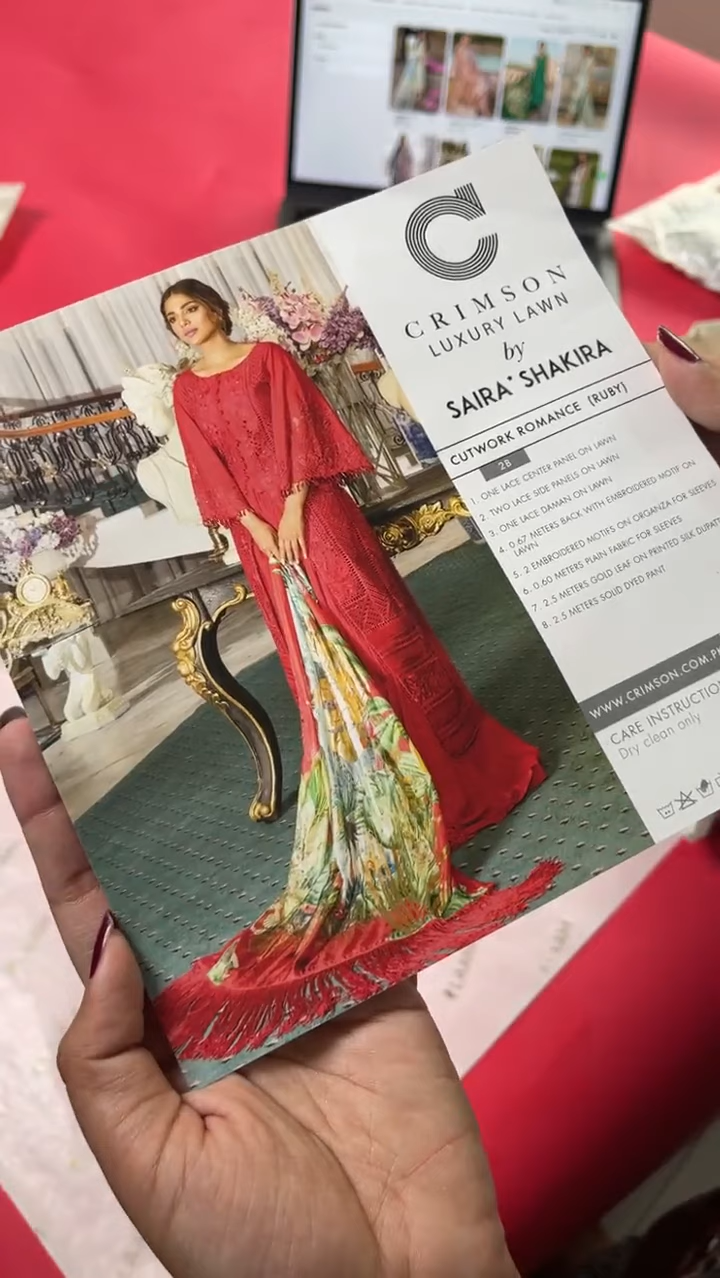 CRIMSON
LUXURY LAWN
by
SAIRA* SHAKIRA
CUTWORK ROMANCE (RUBY)
2B
1. ONE LACE CENTER PANEL ON LAWN
2. TWO LACE SIDE PANELS ON LAWN
3. ONE LACE DAMAN ON LAWN
4. 0.67 METERS BACK WITH EMBROIDERED MOTIF ON
LAWN
5. 2 EMBROIDERED MOTIFS ON ORGANZA FOR SLEEVES
6. 0.60 METERS PLAIN FABRIC FOR SLEEVES
7. 2.5 METERS GOLD LEAF ON PRINTED SILK DUPAT
8. 2.5 METERS SOLID DYED PANT
WWW.CRIMSON.COM.P
CARE INSTRUCTION
Dry clean only